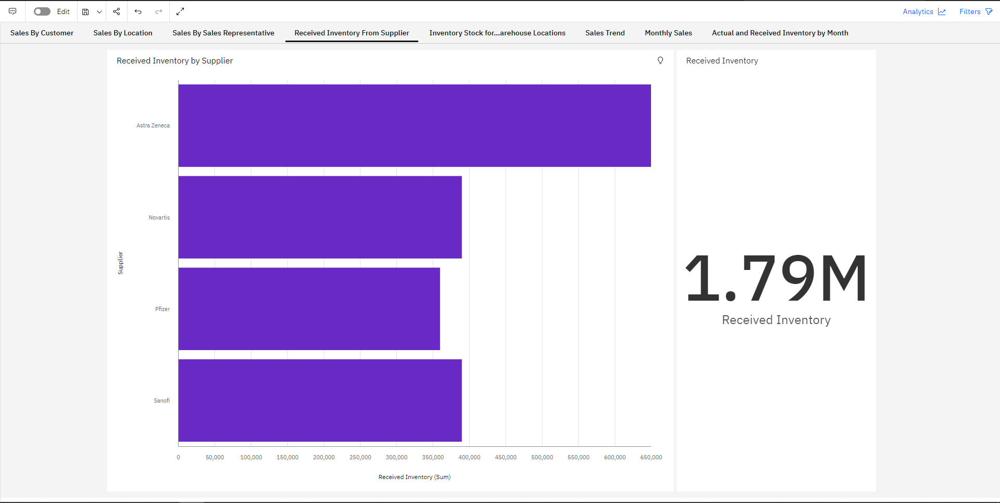 Edit
Analytics
Filters
Sales By Customer
Sales By Location
Sales By Sales Representative
Received Inventory From Supplier
Inventory Stock for...arehouse Locations
Sales Trend
Monthly Sales
Actual and Received Inventory by Month
Received Inventory by Supplier
Supplier
Astra Zeneca
Novartis
Pfizer
Sanofi
0 50,000 100,000 150,000 200,000 250,000 300,000 350,000 400,000 450,000 500,000 550,000 600,000 650,000
Received Inventory (Sum)
Received Inventory
1.79M
Received Inventory